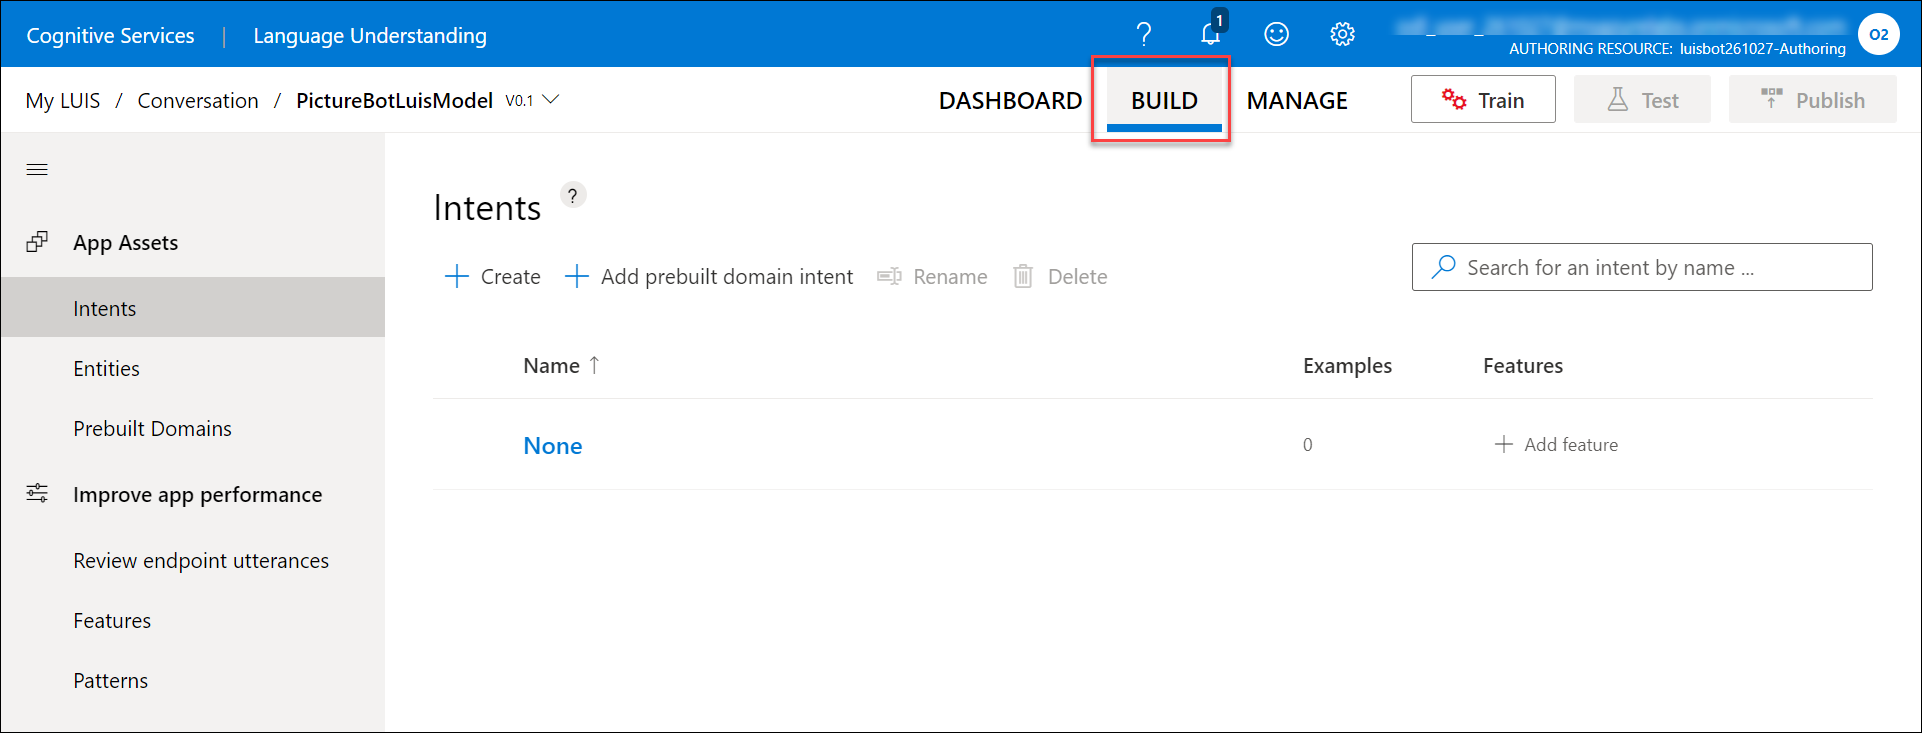 Cognitive Services | Language Understanding ? 1
AUTHORING RESOURCE: luisbot261027-Authoring O2
My LUIS / Conversation / PictureBotLuisModel V0.1 DASHBOARD BUILD MANAGE Train Test Publish
Intents ?
App Assets
Create Add prebuilt domain intent Rename Delete Search for an intent by name ...
Intents
Entities
Name ↑ Examples Features
Prebuilt Domains
None 0 + Add feature
Improve app performance
Review endpoint utterances
Features
Patterns